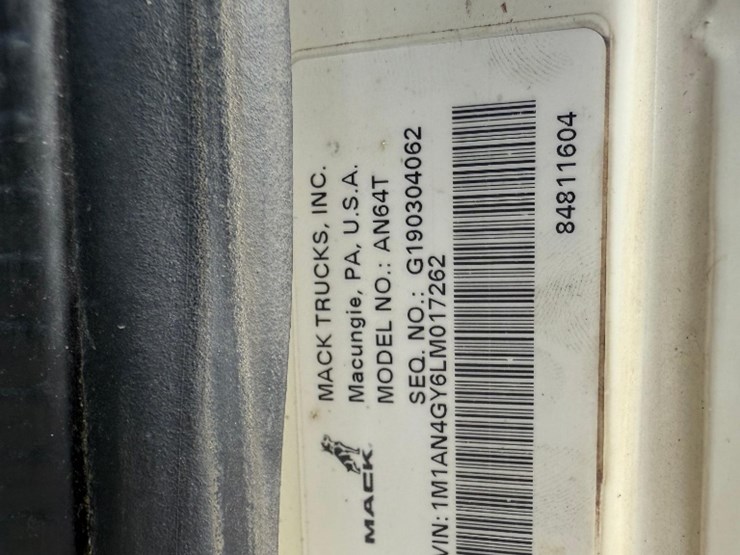 MACK
MACK TRUCKS, INC.
Macungie, PA, U.S.A.
MODEL NO.: AN64T
SEQ. NO.: G190304062
VIN: 1M1AN4GY6LM017262
84811604